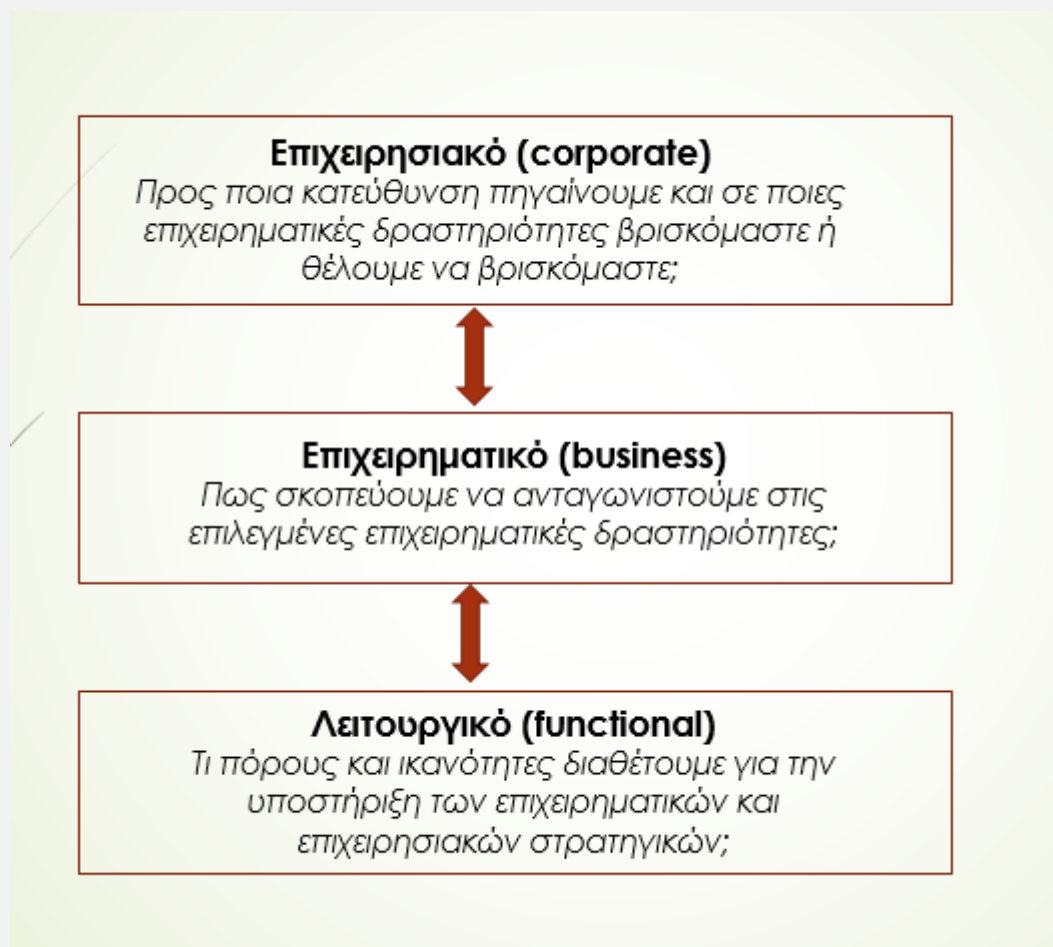 Επιχειρησιακό (corporate)
Προς ποια κατεύθυνση πηγαίνουμε και σε ποιες
επιχειρηματικές δραστηριότητες βρισκόμαστε ή
θέλουμε να βρισκόμαστε;
Επιχειρηματικό (business)
Πως σκοπεύουμε να ανταγωνιστούμε στις
επιλεγμένες επιχειρηματικές δραστηριότητες;
Λειτουργικό (functional)
Τι πόρους και ικανότητες διαθέτουμε για την
υποστήριξη των επιχειρηματικών και
επιχειρησιακών στρατηγικών;